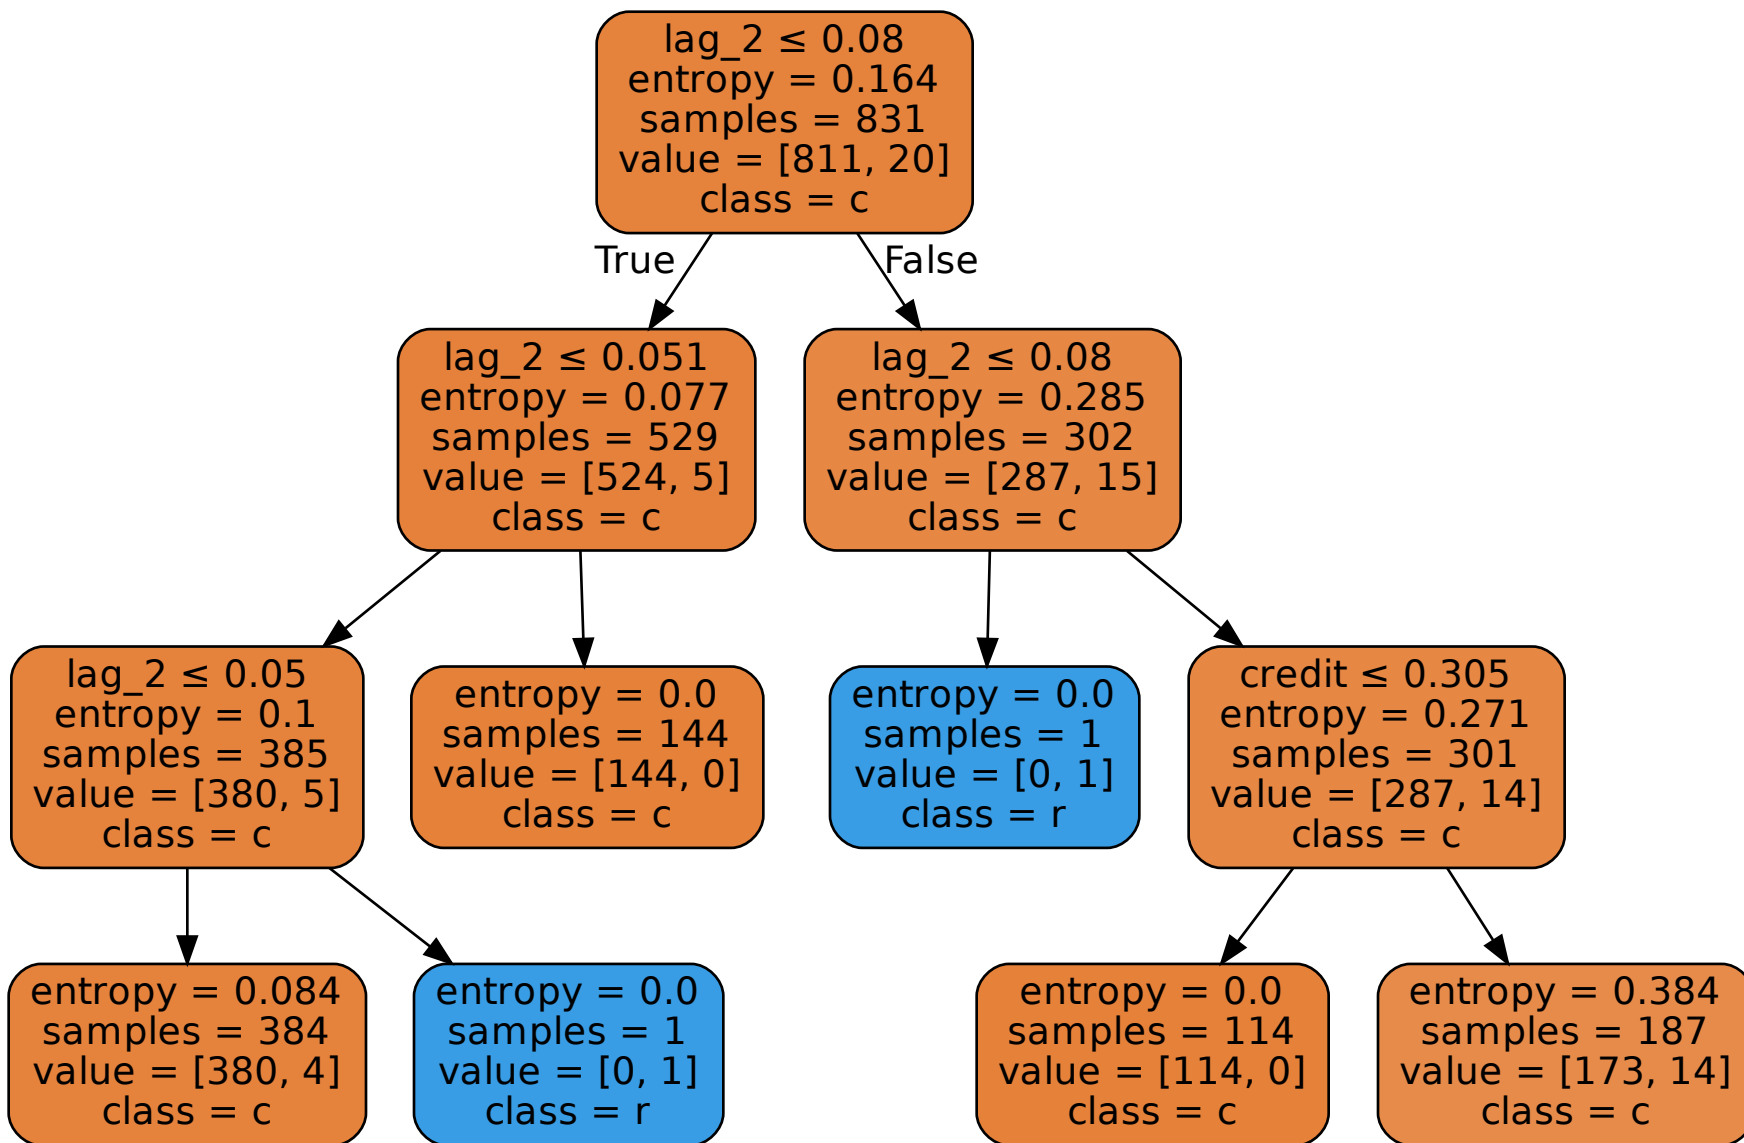 lag_2 ≤ 0.08
entropy = 0.164
samples = 831
value = [811, 20]
class = c
True
False
lag_2 ≤ 0.051
entropy = 0.077
samples = 529
value = [524, 5]
class = c
lag_2 ≤ 0.08
entropy = 0.285
samples = 302
value = [287, 15]
class = c
lag_2 ≤ 0.05
entropy = 0.1
samples = 385
value = [380, 5]
class = c
entropy = 0.0
samples = 144
value = [144, 0]
class = c
entropy = 0.0
samples = 1
value = [0, 1]
class = r
credit ≤ 0.305
entropy = 0.271
samples = 301
value = [287, 14]
class = c
entropy = 0.084
samples = 384
value = [380, 4]
class = c
entropy = 0.0
samples = 1
value = [0, 1]
class = r
entropy = 0.0
samples = 114
value = [114, 0]
class = c
entropy = 0.384
samples = 187
value = [173, 14]
class = c